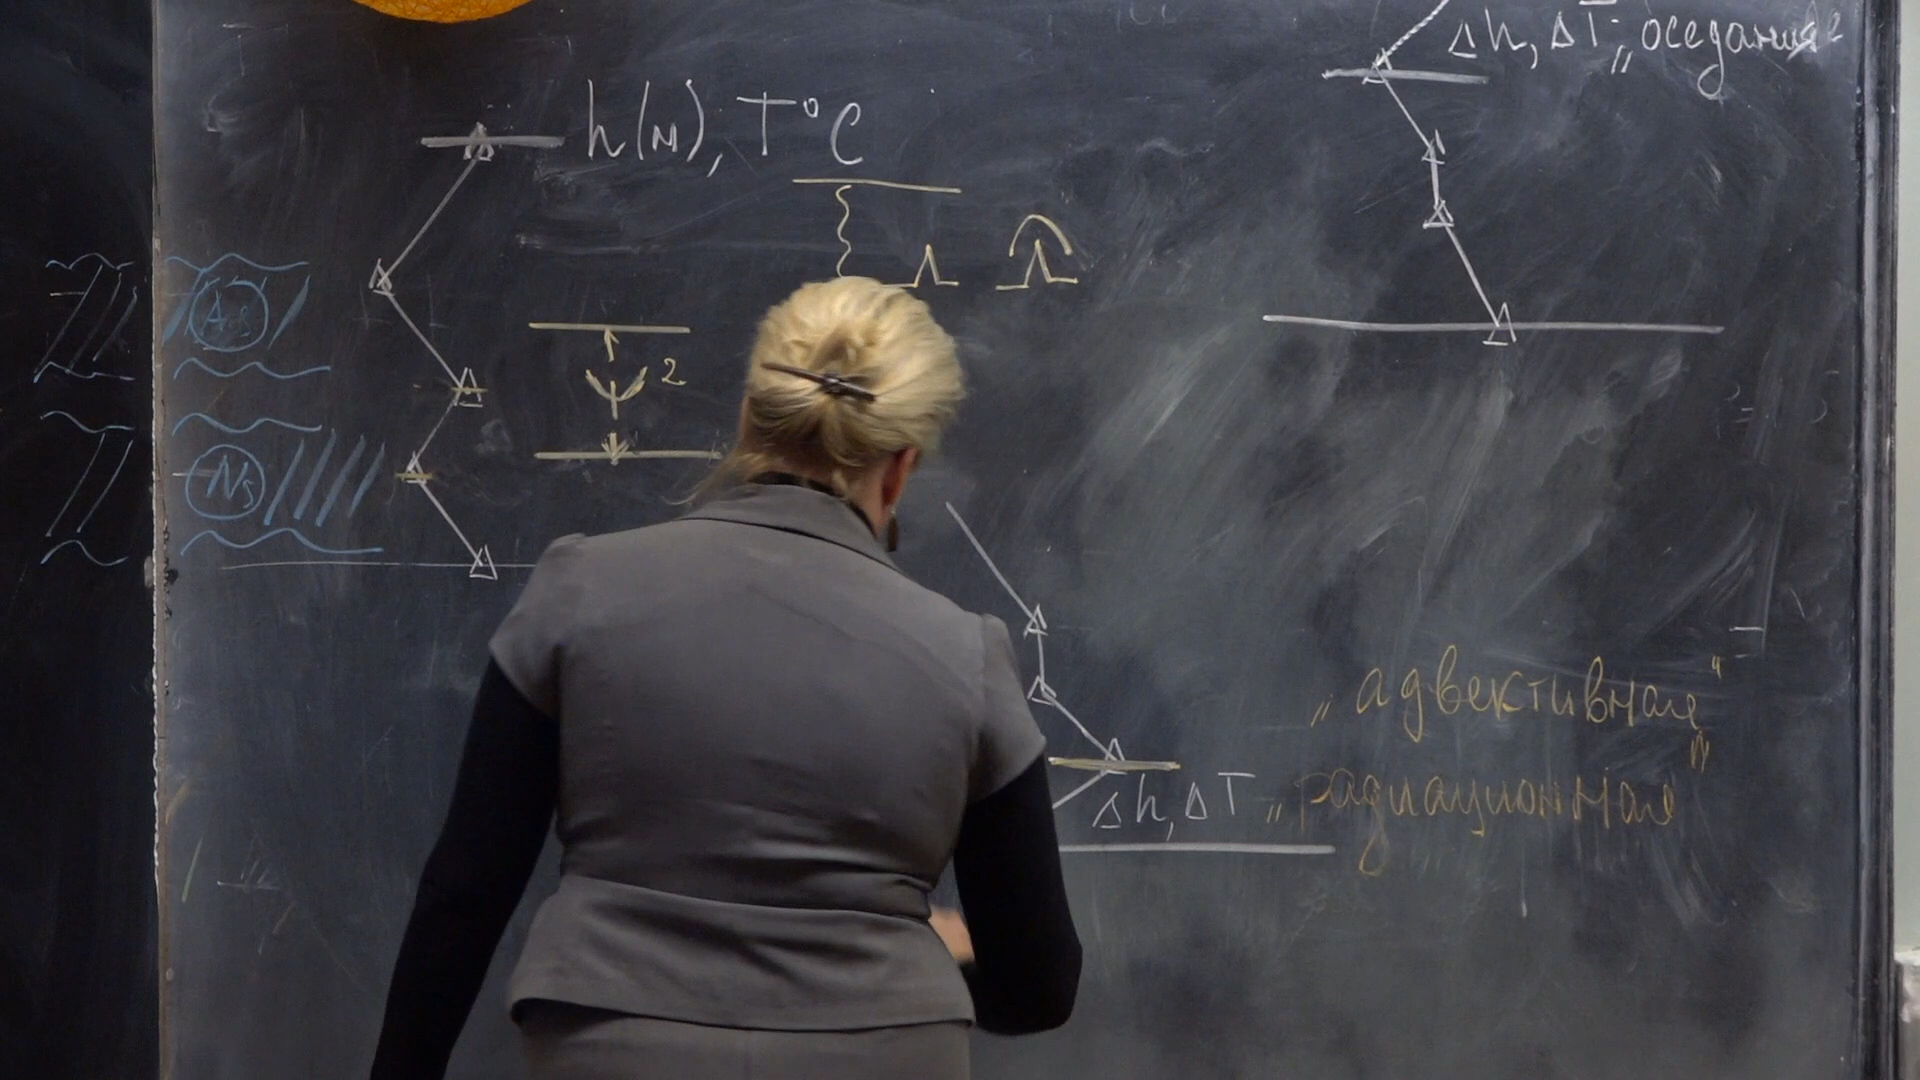 Δh, ΔT „оседания
h(м), T°C
As
2
Ns
„адвективная“
Δh, ΔT „радиационная“